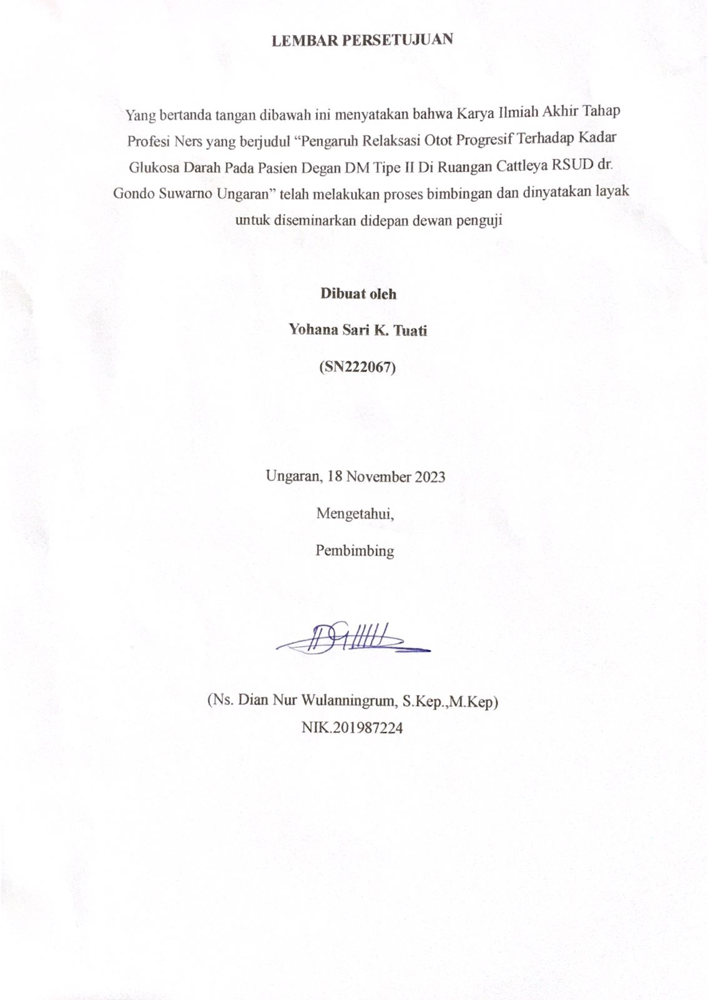 LEMBAR PERSETUJUAN
Yang bertanda tangan dibawah ini menyatakan bahwa Karya Ilmiah Akhir Tahap
Profesi Ners yang berjudul “Pengaruh Relaksasi Otot Progresif Terhadap Kadar
Glukosa Darah Pada Pasien Degan DM Tipe II Di Ruangan Cattleya RSUD dr.
Gondo Suwarno Ungaran” telah melakukan proses bimbingan dan dinyatakan layak
untuk diseminarkan didepan dewan penguji
Dibuat oleh
Yohana Sari K. Tuati
(SN222067)
Ungaran, 18 November 2023
Mengetahui,
Pembimbing
(Ns. Dian Nur Wulanningrum, S.Kep.,M.Kep)
NIK.201987224